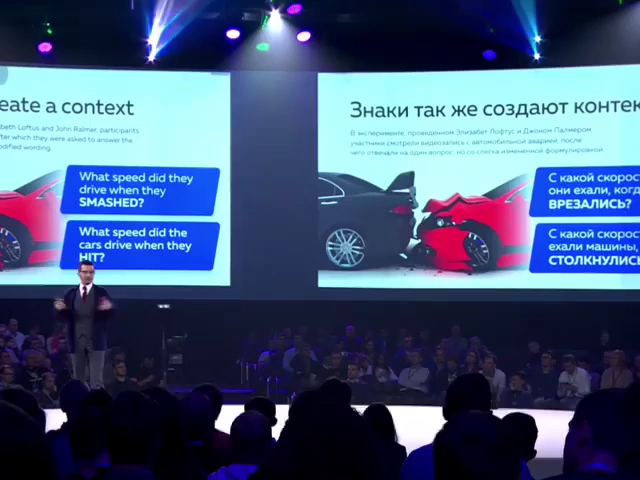 eate a context
beth Loftus and John Ralmer, participants
fter which they were asked to answer the
odified wording.
What speed did they
drive when they
SMASHED?
What speed did the
cars drive when they
HIT?
Знаки так же создают контек
В эксперименте, проведенном Элизабет Лофтус и Джоном Палмером,
участники смотрели видеозапись с автомобильной аварией, после
чего отвечали на один вопрос, но со слегка измененной формулировкой
С какой скорос
они ехали, когд
ВРЕЗАЛИСЬ?
С какой скорос
ехали машины,
СТОЛКНУЛИСЬ